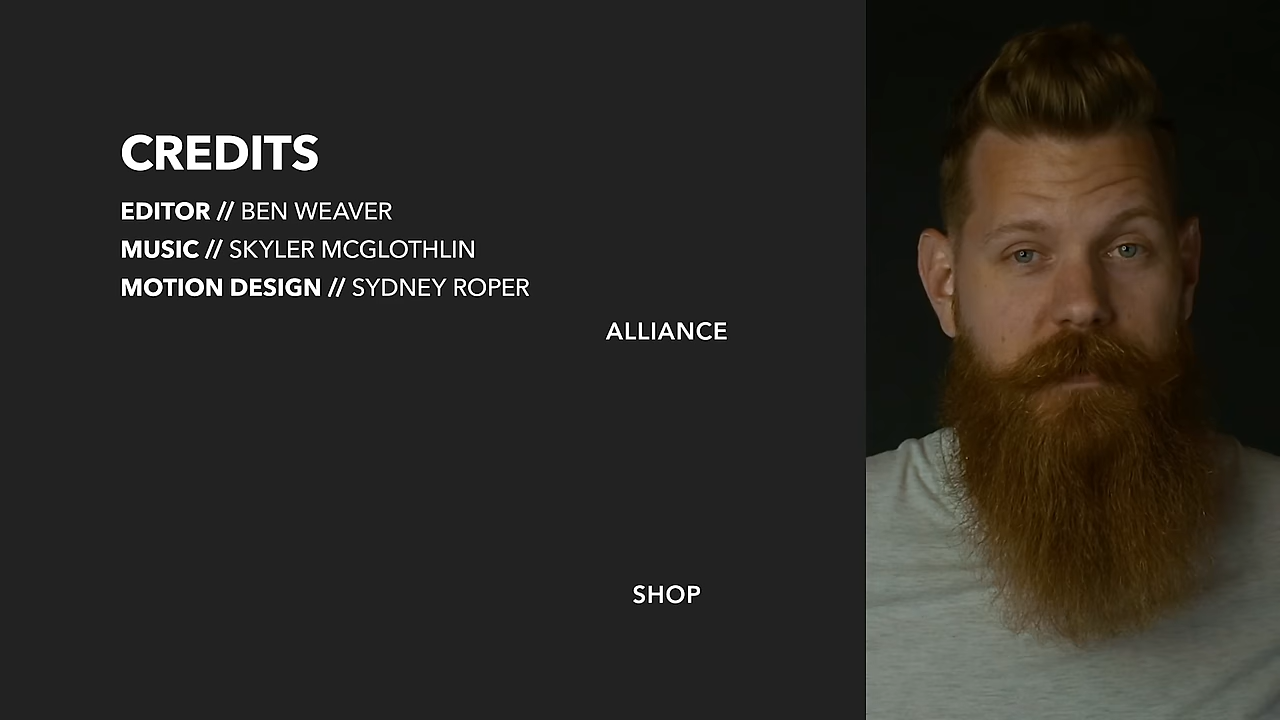 CREDITS
EDITOR // BEN WEAVER
MUSIC // SKYLER MCGLOTHLIN
MOTION DESIGN // SYDNEY ROPER
ALLIANCE
SHOP